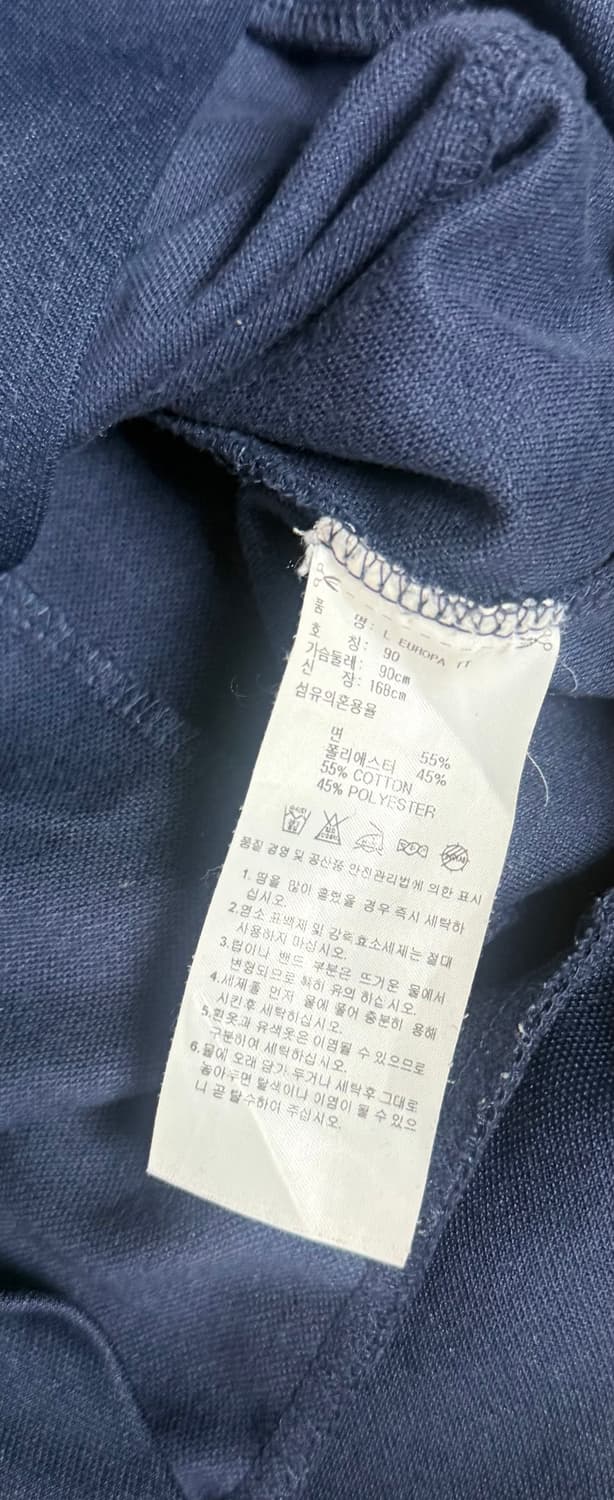 품 명: L EUROPA TT
호 칭: 90
가슴둘레: 90cm
신 장: 168cm
섬유의혼용율
면 55%
폴리에스터 45%
55% COTTON
45% POLYESTER
품질 경영 및 공산품 안전관리법에 의한 표시
1. 땀을 많이 흘렸을 경우 즉시 세탁하
십시오.
2.염소 표백제 및 강력효소세제는 절대
사용하지 마십시오.
3.립이나 밴드 부분은 뜨거운 물에서
변형되므로 특히 유의 하십시오.
4.세제를 먼저 물에 풀어 충분히 용해
시킨후 세탁하십시오.
5.흰옷과 유색옷은 이염될 수 있으므로
구분하여 세탁하십시오.
6.물에 오래 담가 두거나 세탁후 그대로
놓아두면 탈색이나 이염이 될 수 있으
니 곧 탈수하여 주십시오.